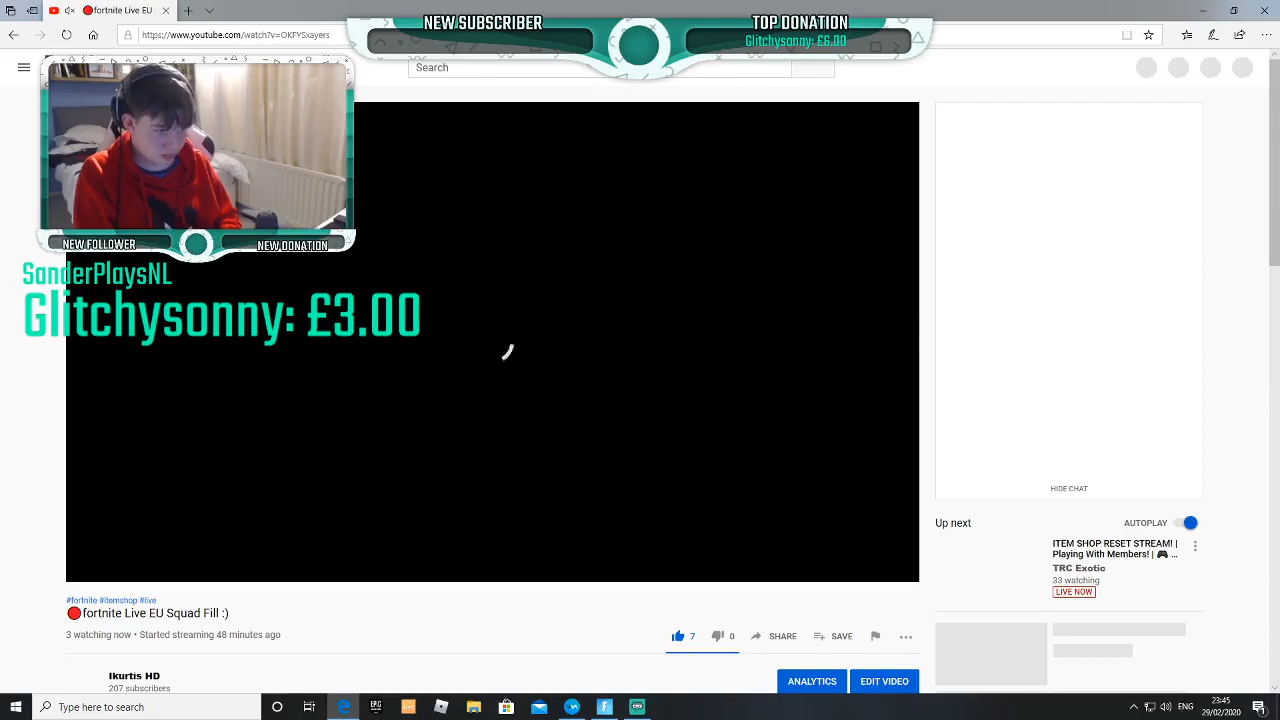 fortnite - YouTube
NEW SUBSCRIBER
TOP DONATION
Glitchysonny: £6.00
https://www.youtube.com/watch?v=OKFYSxayers
Search
NEW FOLLOWER
NEW DONATION
SanderPlaysNL
Glitchysonny: £3.00
HIDE CHAT
Up next
AUTOPLAY
ITEM SHOP RESET STREAM! |
Playing With Members! | 🎮 ...
TRC Exotic
33 watching
LIVE NOW
#fortnite #itemshop #live
🔴fortnite Live EU Squad Fill :)
3 watching now • Started streaming 48 minutes ago
7
0
SHARE
SAVE
Ikurtis HD
207 subscribers
ANALYTICS
EDIT VIDEO
Type here to search
EPIC
ENG
23:45
29/02/2020